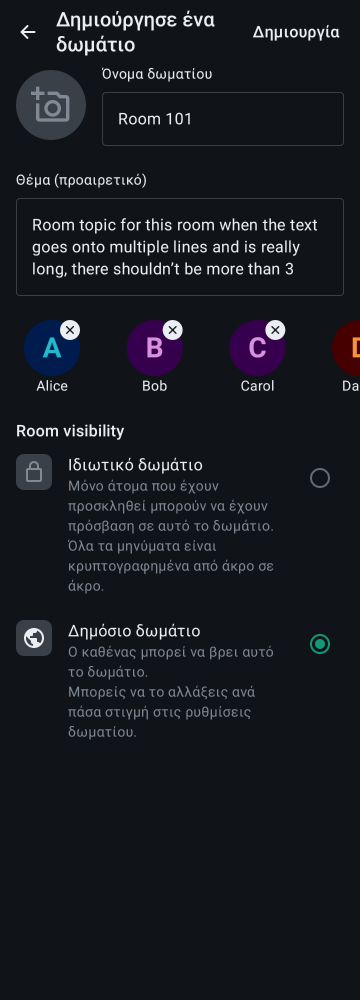 Δημιούργησε ένα
δωμάτιο
Δημιουργία
Όνομα δωματίου
Room 101
Θέμα (προαιρετικό)
Room topic for this room when the text
goes onto multiple lines and is really
long, there shouldn’t be more than 3
A
B
C
Alice
Bob
Carol
Da
Room visibility
Ιδιωτικό δωμάτιο
Μόνο άτομα που έχουν
προσκληθεί μπορούν να έχουν
πρόσβαση σε αυτό το δωμάτιο.
Όλα τα μηνύματα είναι
κρυπτογραφημένα από άκρο σε
άκρο.
Δημόσιο δωμάτιο
Ο καθένας μπορεί να βρει αυτό
το δωμάτιο.
Μπορείς να το αλλάξεις ανά
πάσα στιγμή στις ρυθμίσεις
δωματίου.